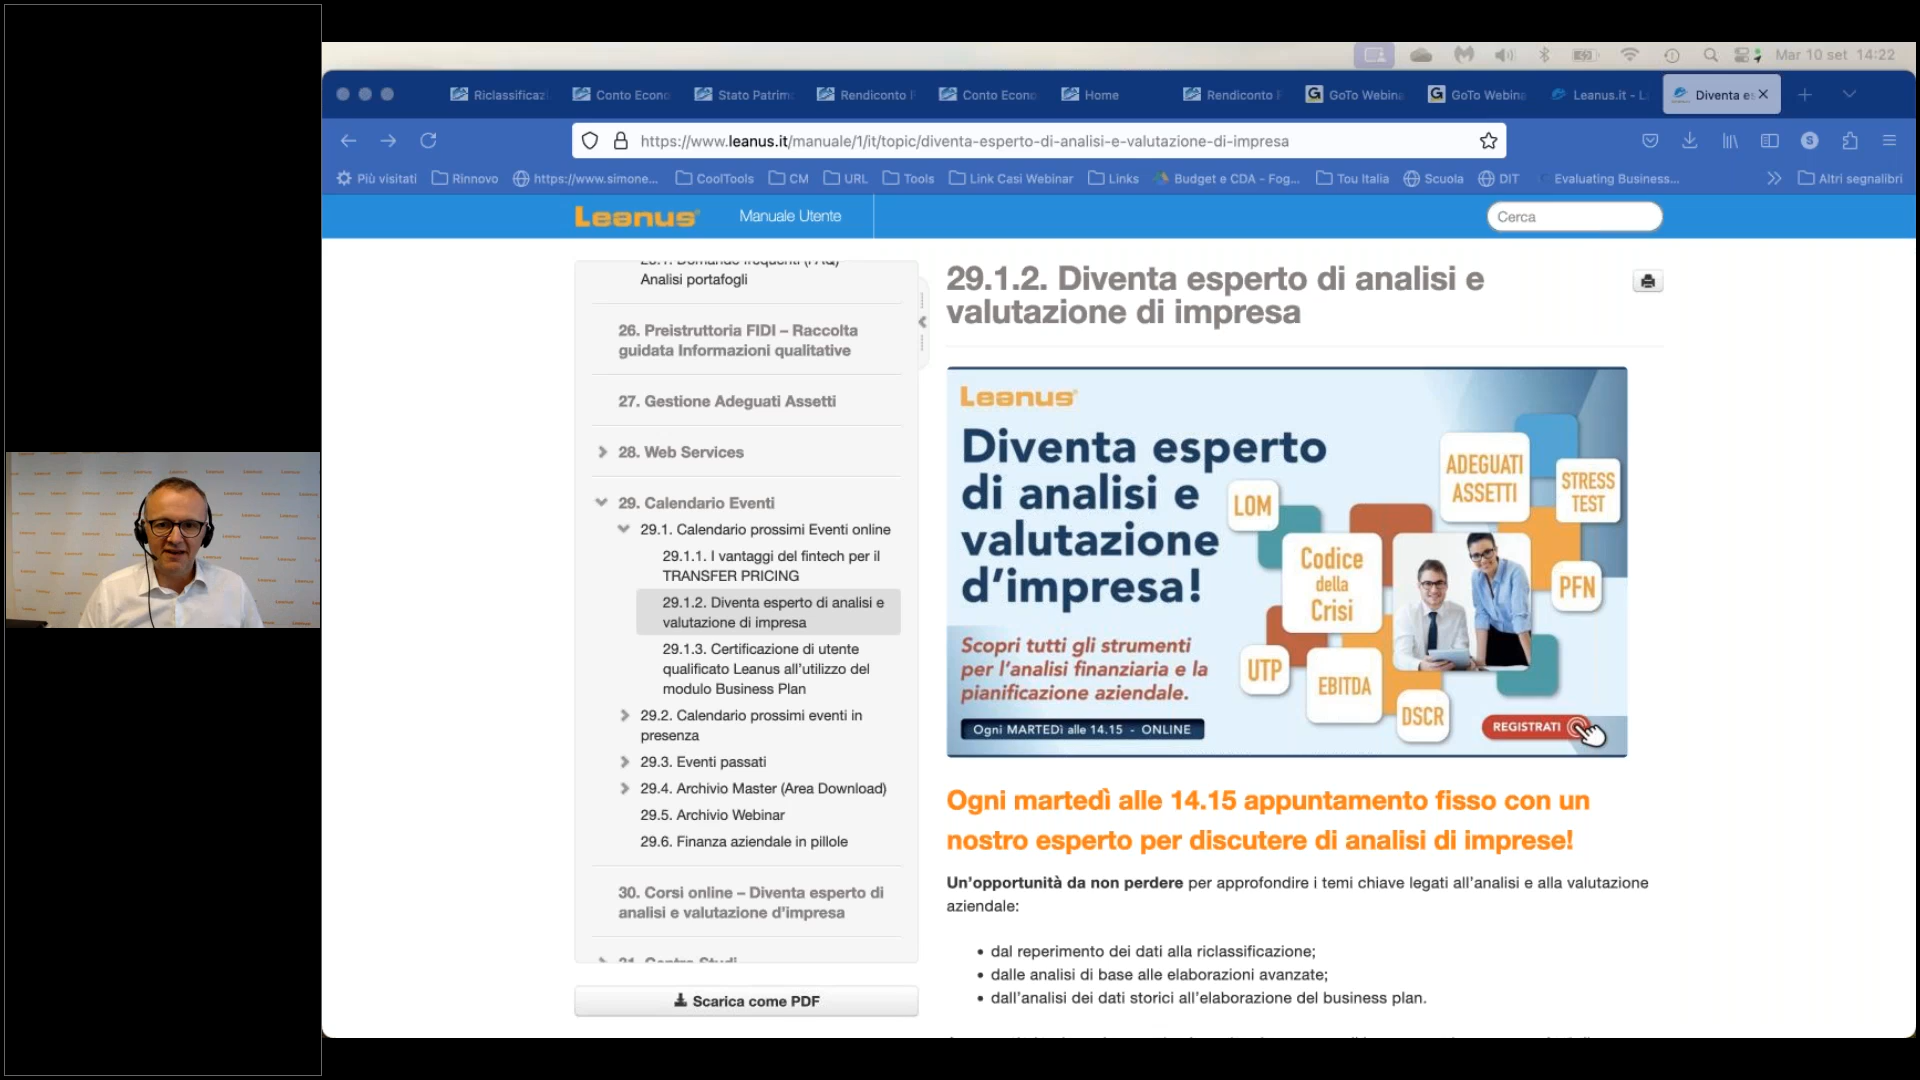 Mar 10 set 14:22
Riclassificazi
Conto Econo
Stato Patrim
Rendiconto F
Conto Econo
Home
Rendiconto F
GoTo Webina
GoTo Webina
Leanus.it - L
Diventa es
https://www.leanus.it/manuale/1/it/topic/diventa-esperto-di-analisi-e-valutazione-di-impresa
Più visitati
Rinnovo
https://www.simone...
CoolTools
CM
URL
Tools
Link Casi Webinar
Links
Budget e CDA - Fog...
Tou Italia
Scuola
DIT
Evaluating Business...
Altri segnalibri
Leanus
Manuale Utente
Cerca
Analisi portafogli
26. Preistruttoria FIDI – Raccolta
guidata Informazioni qualitative
27. Gestione Adeguati Assetti
28. Web Services
29. Calendario Eventi
29.1. Calendario prossimi Eventi online
29.1.1. I vantaggi del fintech per il
TRANSFER PRICING
29.1.2. Diventa esperto di analisi e
valutazione di impresa
29.1.3. Certificazione di utente
qualificato Leanus all'utilizzo del
modulo Business Plan
29.2. Calendario prossimi eventi in
presenza
29.3. Eventi passati
29.4. Archivio Master (Area Download)
29.5. Archivio Webinar
29.6. Finanza aziendale in pillole
30. Corsi online – Diventa esperto di
analisi e valutazione d'impresa
31. Centro Studi
Scarica come PDF
29.1.2. Diventa esperto di analisi e
valutazione di impresa
Leanus
Diventa esperto
di analisi e
valutazione
d'impresa!
Scopri tutti gli strumenti
per l'analisi finanziaria e la
pianificazione aziendale.
Ogni MARTEDÌ alle 14.15 - ONLINE
LOM
ADEGUATI
ASSETTI
STRESS
TEST
Codice
della
Crisi
PFN
UTP
EBITDA
DSCR
REGISTRATI
Ogni martedì alle 14.15 appuntamento fisso con un
nostro esperto per discutere di analisi di imprese!
Un'opportunità da non perdere per approfondire i temi chiave legati all'analisi e alla valutazione
aziendale:
• dal reperimento dei dati alla riclassificazione;
• dalle analisi di base alle elaborazioni avanzate;
• dall'analisi dei dati storici all'elaborazione del business plan.